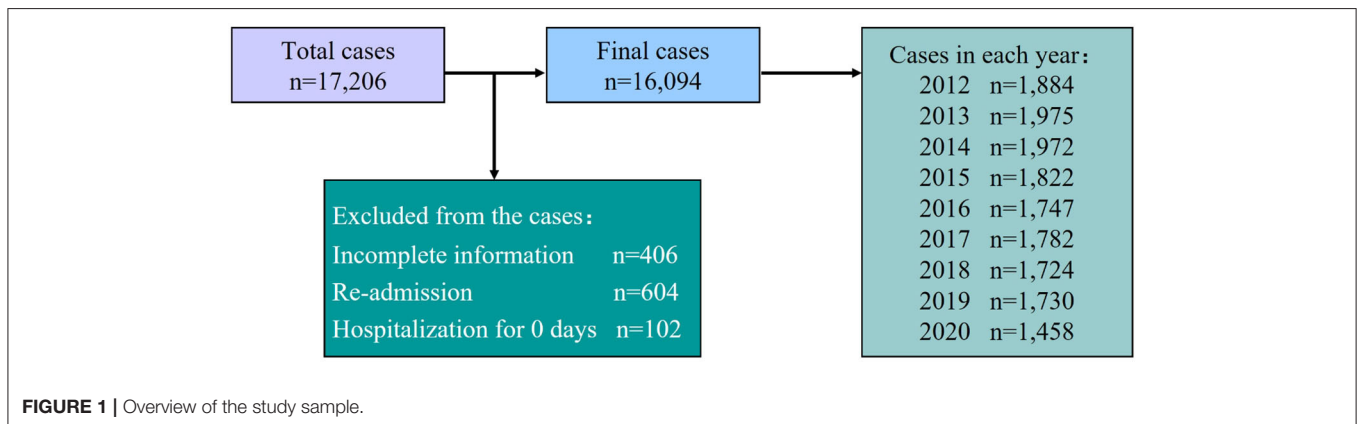 Total cases
n=17,206
Final cases
n=16,094
Cases in each year：
2012 n=1,884
2013 n=1,975
2014 n=1,972
2015 n=1,822
2016 n=1,747
2017 n=1,782
2018 n=1,724
2019 n=1,730
2020 n=1,458
Excluded from the cases：
Incomplete information n=406
Re-admission n=604
Hospitalization for 0 days n=102
FIGURE 1 | Overview of the study sample.